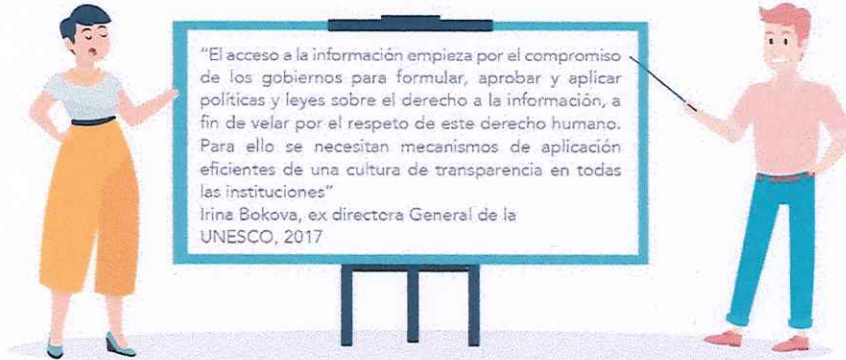 “El acceso a la información empieza por el compromiso
de los gobiernos para formular, aprobar y aplicar
políticas y leyes sobre el derecho a la información, a
fin de velar por el respeto de este derecho humano.
Para ello se necesitan mecanismos de aplicación
eficientes de una cultura de transparencia en todas
las instituciones”
Irina Bokova, ex directora General de la
UNESCO, 2017